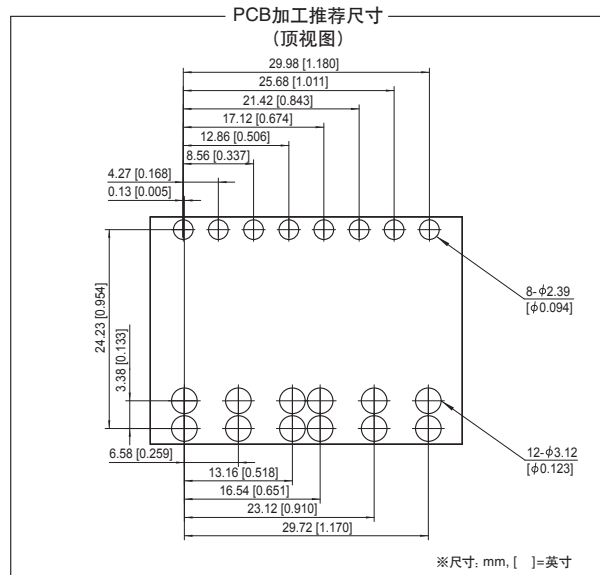 PCB加工推荐尺寸
(顶视图)
29.98 [1.180]
25.68 [1.011]
21.42 [0.843]
17.12 [0.674]
12.86 [0.506]
8.56 [0.337]
4.27 [0.168]
0.13 [0.005]
24.23 [0.954]
3.38 [0.133]
8-ϕ2.39
[ϕ0.094]
12-ϕ3.12
[ϕ0.123]
6.58 [0.259]
13.16 [0.518]
16.54 [0.651]
23.12 [0.910]
29.72 [1.170]
※尺寸: mm, [ ]=英寸